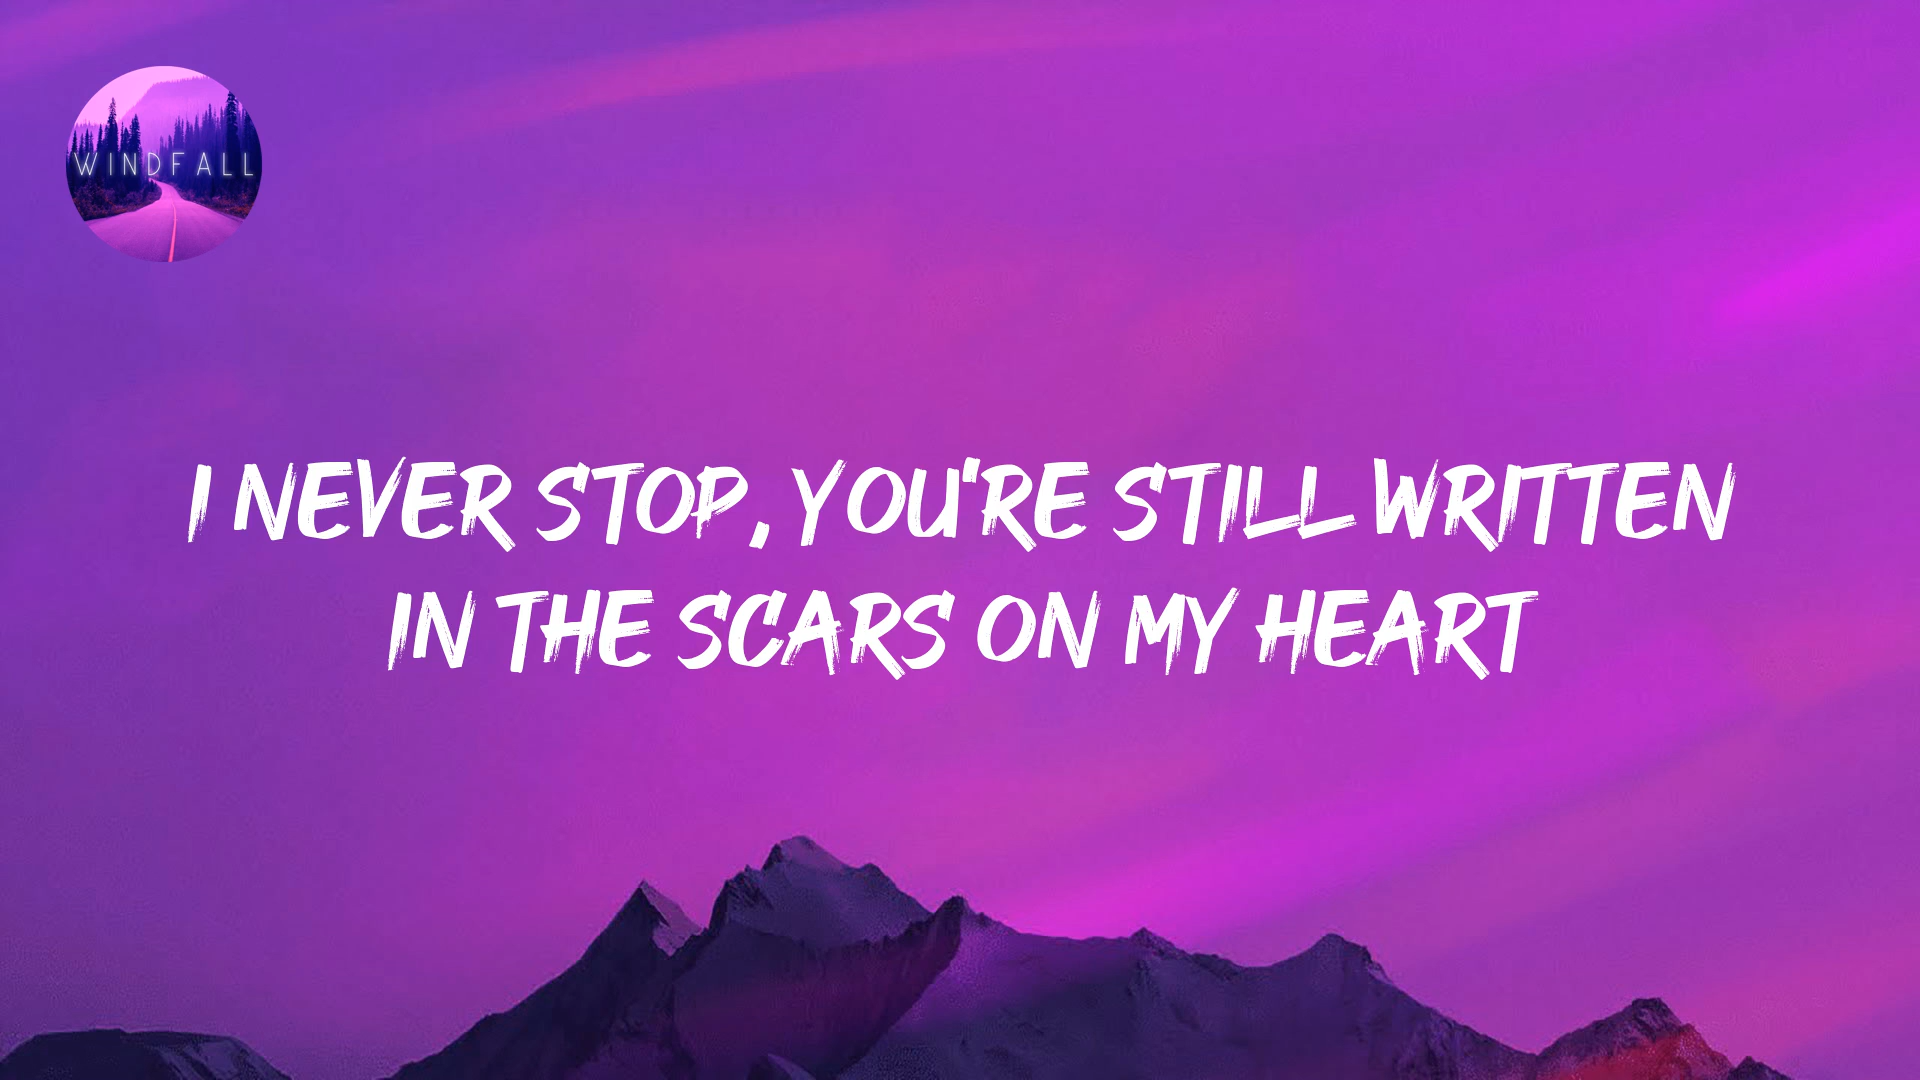 WINDFALL
I NEVER STOP, YOU'RE STILL WRITTEN
IN THE SCARS ON MY HEART